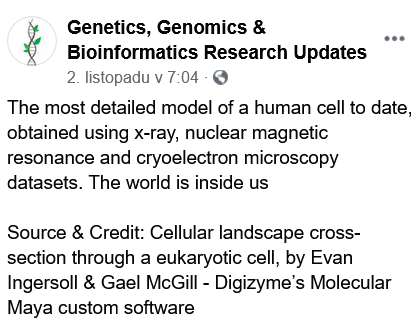 Genetics, Genomics &
Bioinformatics Research Updates
2. listopadu v 7:04 ·
The most detailed model of a human cell to date,
obtained using x-ray, nuclear magnetic
resonance and cryoelectron microscopy
datasets. The world is inside us
Source & Credit: Cellular landscape cross-
section through a eukaryotic cell, by Evan
Ingersoll & Gael McGill - Digizyme’s Molecular
Maya custom software